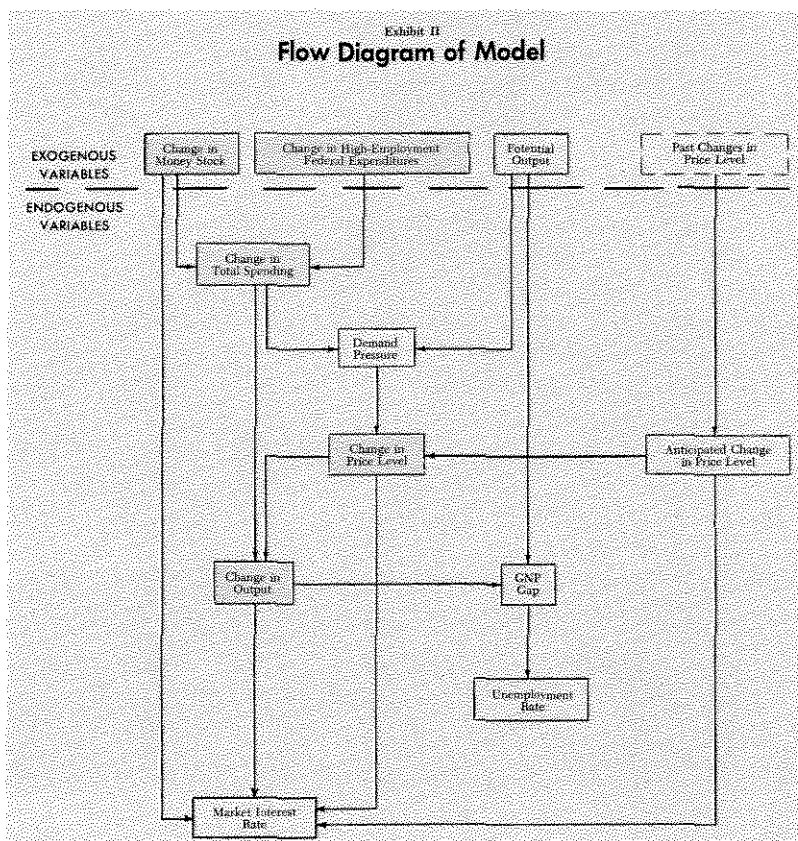 Exhibit II
Flow Diagram of Model
EXOGENOUS
VARIABLES
Change in
Money Stock
Change in High-Employment
Federal Expenditures
Potential
Output
Past Changes in
Price Level
ENDOGENOUS
VARIABLES
Change in
Total Spending
Demand
Pressure
Change in
Price Level
Anticipated Change
in Price Level
Change in
Output
GNP
Gap
Unemployment
Rate
Market Interest
Rate